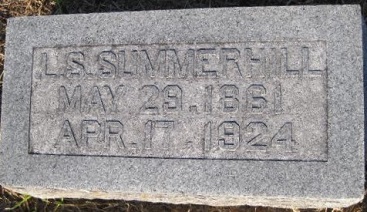 L.S. SUMMERHILL
MAY 29. 1861
APR. 17. 1924